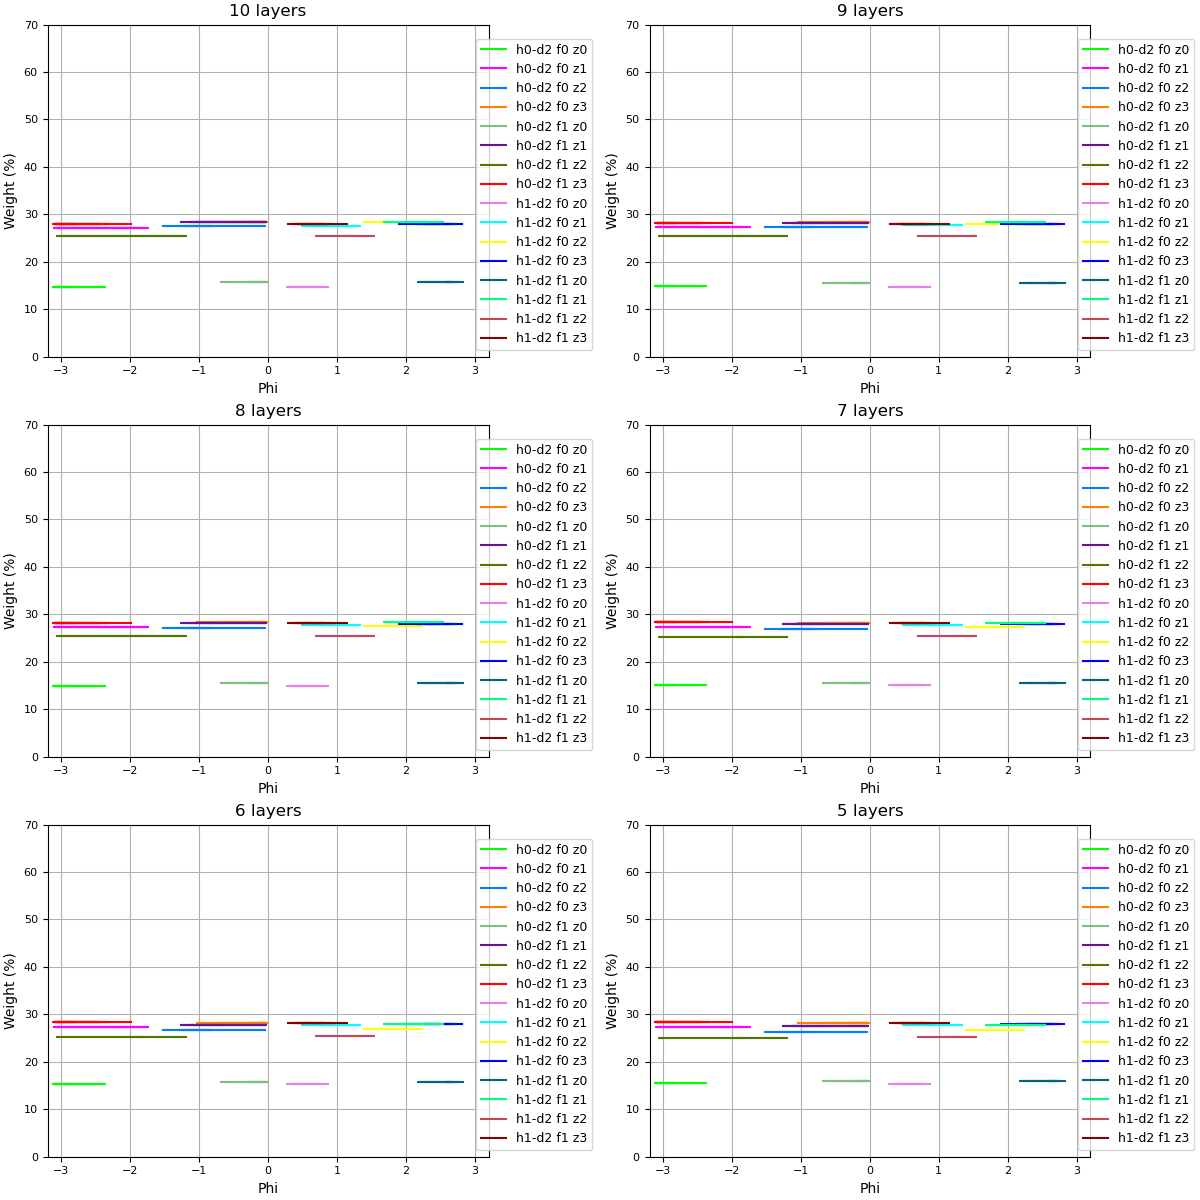 10 layers
70
60
50
40
30
20
10
0
Weight (%)
−3 −2 −1 0 1 2 3
Phi
h0-d2 f0 z0
h0-d2 f0 z1
h0-d2 f0 z2
h0-d2 f0 z3
h0-d2 f1 z0
h0-d2 f1 z1
h0-d2 f1 z2
h0-d2 f1 z3
h1-d2 f0 z0
h1-d2 f0 z1
h1-d2 f0 z2
h1-d2 f0 z3
h1-d2 f1 z0
h1-d2 f1 z1
h1-d2 f1 z2
h1-d2 f1 z3
9 layers
70
60
50
40
30
20
10
0
Weight (%)
−3 −2 −1 0 1 2 3
Phi
h0-d2 f0 z0
h0-d2 f0 z1
h0-d2 f0 z2
h0-d2 f0 z3
h0-d2 f1 z0
h0-d2 f1 z1
h0-d2 f1 z2
h0-d2 f1 z3
h1-d2 f0 z0
h1-d2 f0 z1
h1-d2 f0 z2
h1-d2 f0 z3
h1-d2 f1 z0
h1-d2 f1 z1
h1-d2 f1 z2
h1-d2 f1 z3
8 layers
70
60
50
40
30
20
10
0
Weight (%)
−3 −2 −1 0 1 2 3
Phi
h0-d2 f0 z0
h0-d2 f0 z1
h0-d2 f0 z2
h0-d2 f0 z3
h0-d2 f1 z0
h0-d2 f1 z1
h0-d2 f1 z2
h0-d2 f1 z3
h1-d2 f0 z0
h1-d2 f0 z1
h1-d2 f0 z2
h1-d2 f0 z3
h1-d2 f1 z0
h1-d2 f1 z1
h1-d2 f1 z2
h1-d2 f1 z3
7 layers
70
60
50
40
30
20
10
0
Weight (%)
−3 −2 −1 0 1 2 3
Phi
h0-d2 f0 z0
h0-d2 f0 z1
h0-d2 f0 z2
h0-d2 f0 z3
h0-d2 f1 z0
h0-d2 f1 z1
h0-d2 f1 z2
h0-d2 f1 z3
h1-d2 f0 z0
h1-d2 f0 z1
h1-d2 f0 z2
h1-d2 f0 z3
h1-d2 f1 z0
h1-d2 f1 z1
h1-d2 f1 z2
h1-d2 f1 z3
6 layers
70
60
50
40
30
20
10
0
Weight (%)
−3 −2 −1 0 1 2 3
Phi
h0-d2 f0 z0
h0-d2 f0 z1
h0-d2 f0 z2
h0-d2 f0 z3
h0-d2 f1 z0
h0-d2 f1 z1
h0-d2 f1 z2
h0-d2 f1 z3
h1-d2 f0 z0
h1-d2 f0 z1
h1-d2 f0 z2
h1-d2 f0 z3
h1-d2 f1 z0
h1-d2 f1 z1
h1-d2 f1 z2
h1-d2 f1 z3
5 layers
70
60
50
40
30
20
10
0
Weight (%)
−3 −2 −1 0 1 2 3
Phi
h0-d2 f0 z0
h0-d2 f0 z1
h0-d2 f0 z2
h0-d2 f0 z3
h0-d2 f1 z0
h0-d2 f1 z1
h0-d2 f1 z2
h0-d2 f1 z3
h1-d2 f0 z0
h1-d2 f0 z1
h1-d2 f0 z2
h1-d2 f0 z3
h1-d2 f1 z0
h1-d2 f1 z1
h1-d2 f1 z2
h1-d2 f1 z3